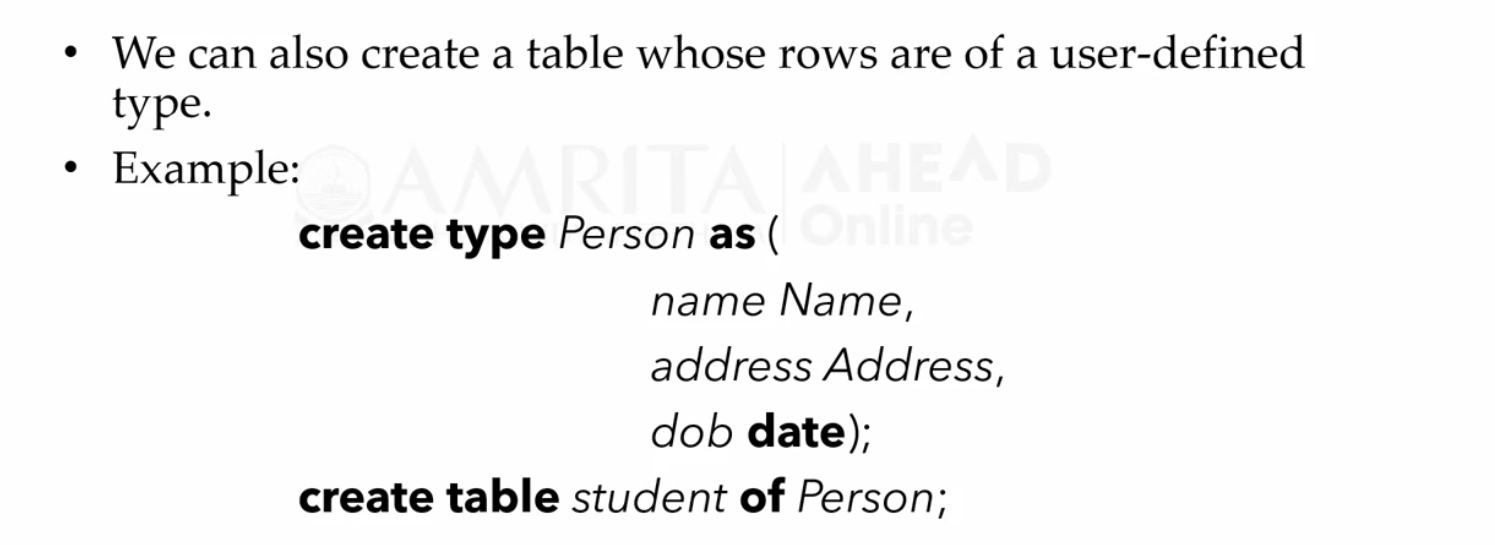 • We can also create a table whose rows are of a user-defined
type.
• Example:
AMRITA | AHEAD
Online
create type Person as (
name Name,
address Address,
dob date);
create table student of Person;